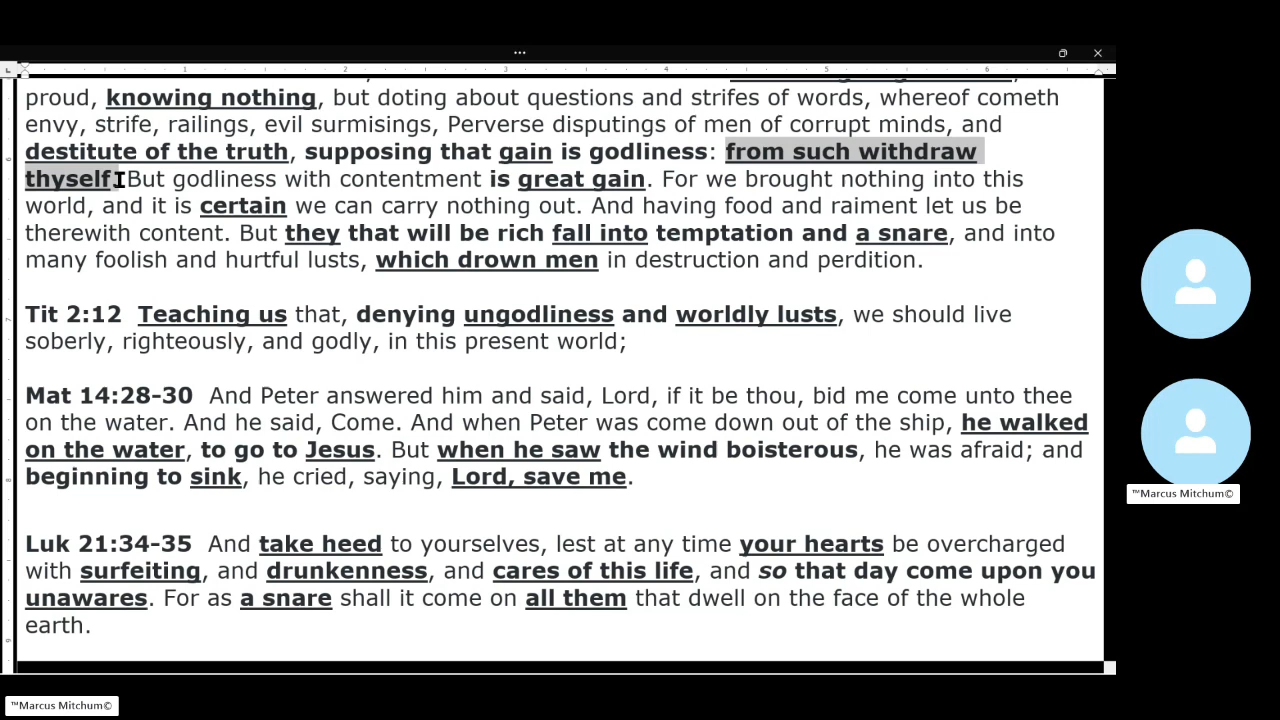 proud, knowing nothing, but doting about questions and strifes of words, whereof cometh
envy, strife, railings, evil surmisings, Perverse disputings of men of corrupt minds, and
destitute of the truth, supposing that gain is godliness: from such withdraw
thyself. But godliness with contentment is great gain. For we brought nothing into this
world, and it is certain we can carry nothing out. And having food and raiment let us be
therewith content. But they that will be rich fall into temptation and a snare, and into
many foolish and hurtful lusts, which drown men in destruction and perdition.
Tit 2:12 Teaching us that, denying ungodliness and worldly lusts, we should live
soberly, righteously, and godly, in this present world;
Mat 14:28-30 And Peter answered him and said, Lord, if it be thou, bid me come unto thee
on the water. And he said, Come. And when Peter was come down out of the ship, he walked
on the water, to go to Jesus. But when he saw the wind boisterous, he was afraid; and
beginning to sink, he cried, saying, Lord, save me.
Luk 21:34-35 And take heed to yourselves, lest at any time your hearts be overcharged
with surfeiting, and drunkenness, and cares of this life, and so that day come upon you
unawares. For as a snare shall it come on all them that dwell on the face of the whole
earth.
1 2 3 4 5 6
6
7
8
9
™Marcus Mitchum©
™Marcus Mitchum©